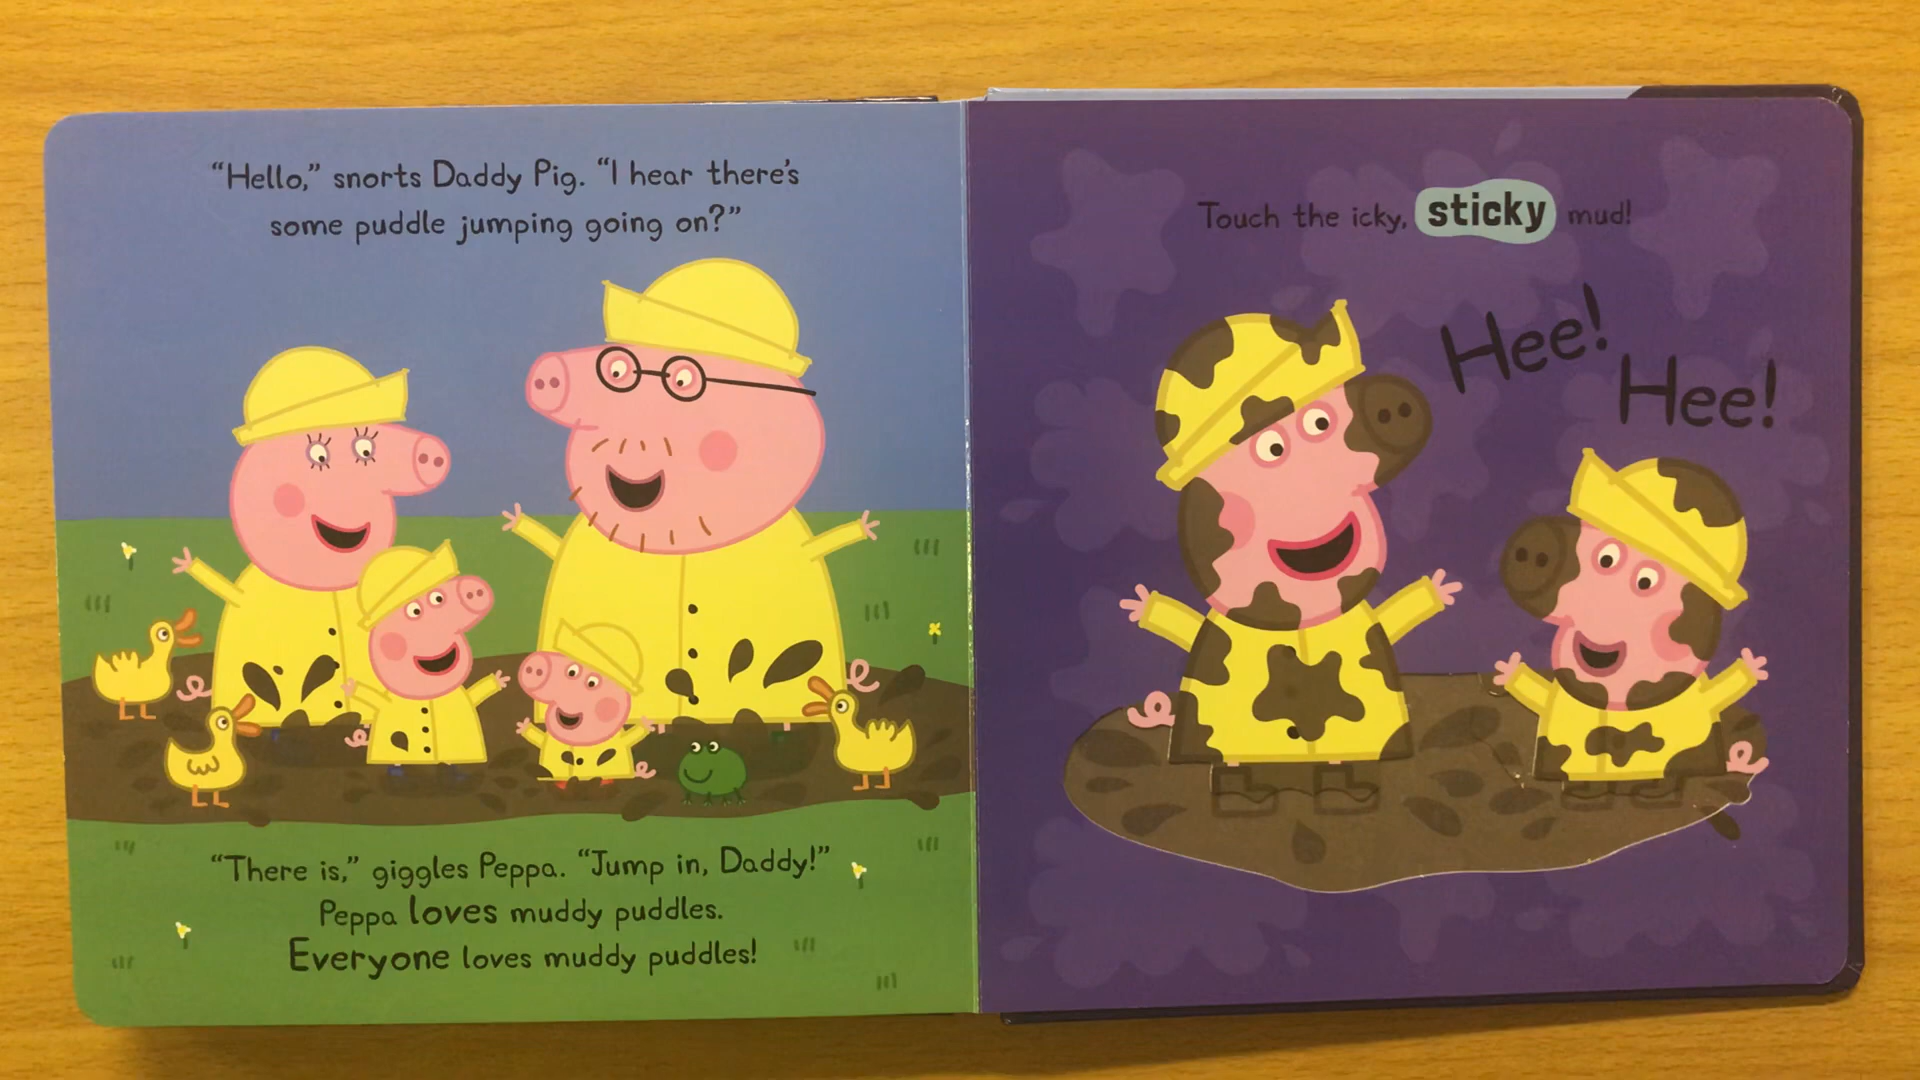 “Hello,” snorts Daddy Pig. “I hear there’s
some puddle jumping going on?”
“There is,” giggles Peppa. “Jump in, Daddy!”
Peppa loves muddy puddles.
Everyone loves muddy puddles!
Touch the icky, sticky mud!
Hee!
Hee!